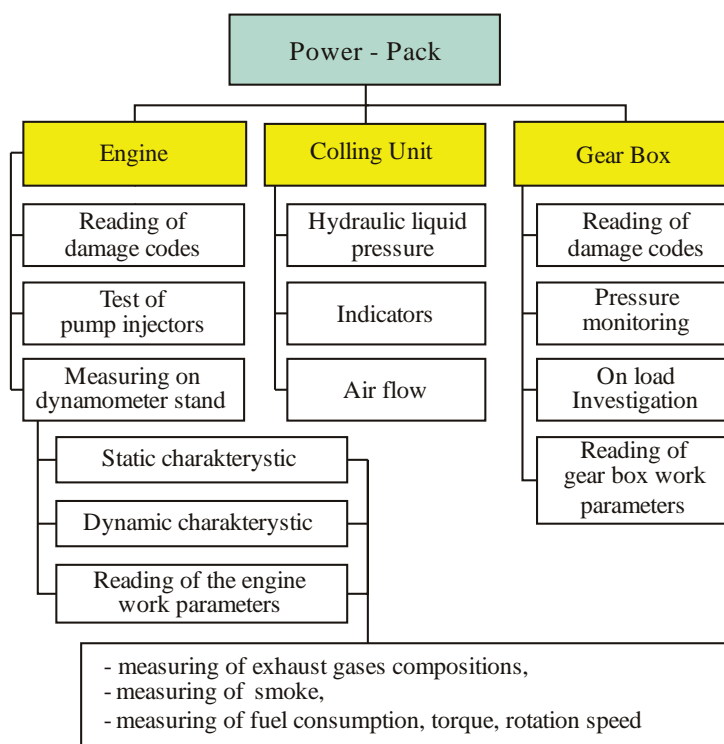 Power - Pack
Engine
Colling Unit
Gear Box
Reading of
damage codes
Hydraulic liquid
pressure
Reading of
damage codes
Test of
pump injectors
Indicators
Pressure
monitoring
Measuring on
dynamometer stand
Air flow
On load
Investigation
Static charakterystic
Reading of
gear box work
parameters
Dynamic charakterystic
Reading of the engine
work parameters
- measuring of exhaust gases compositions,
- measuring of smoke,
- measuring of fuel consumption, torque, rotation speed